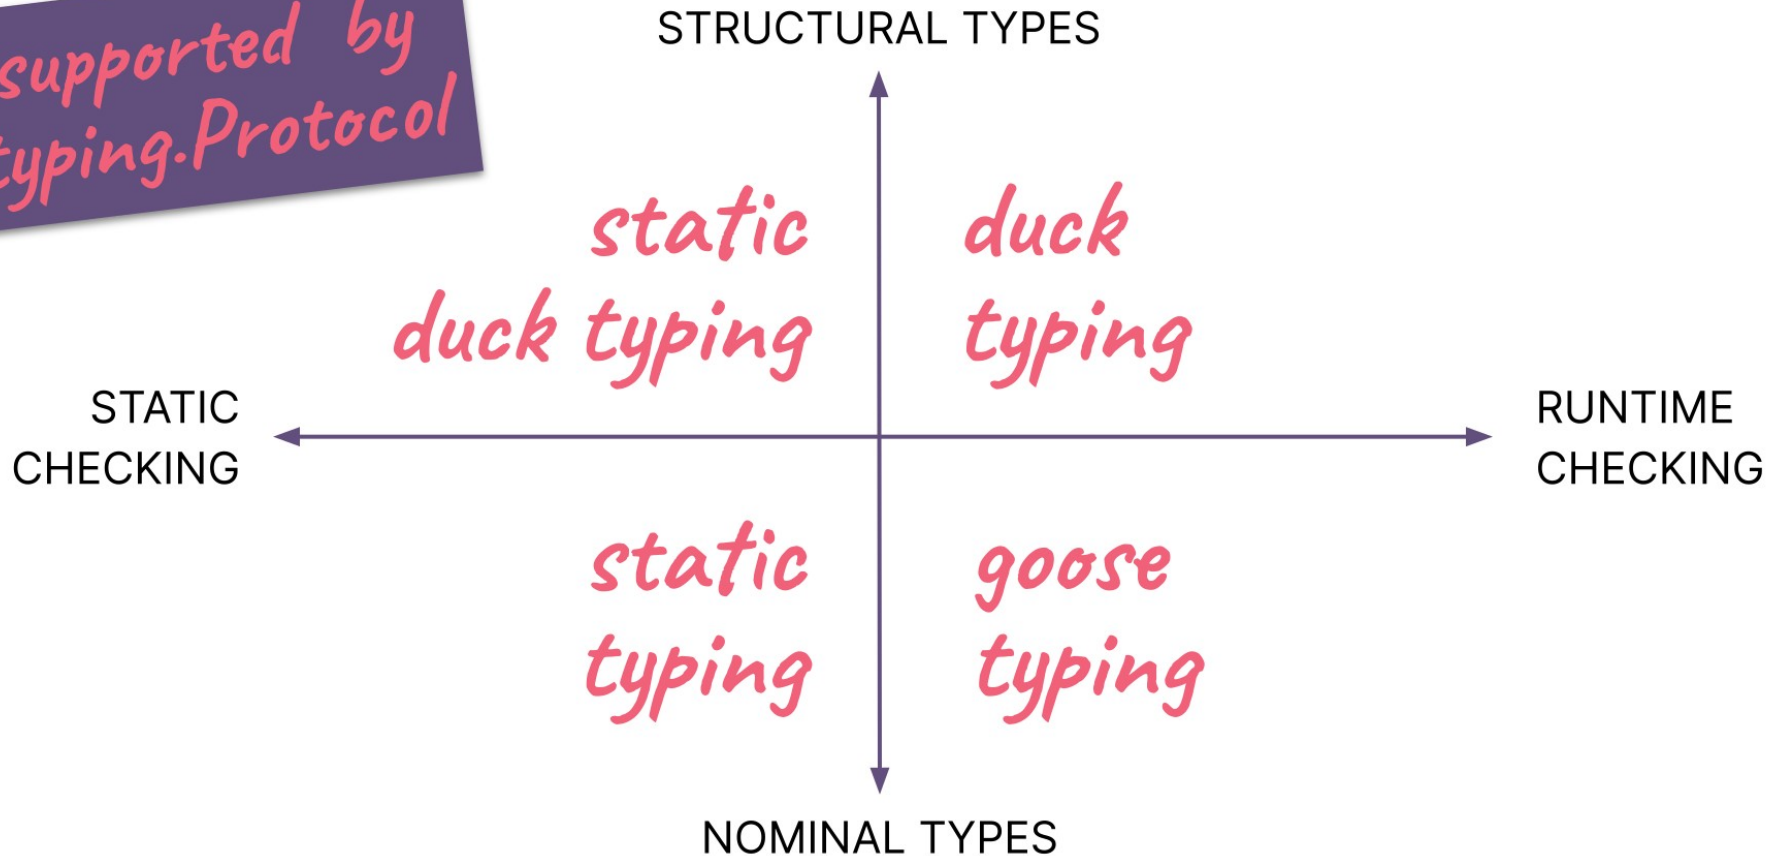 supported by
typing.Protocol
STRUCTURAL TYPES
static
duck typing
duck
typing
STATIC
CHECKING
RUNTIME
CHECKING
static
typing
goose
typing
NOMINAL TYPES